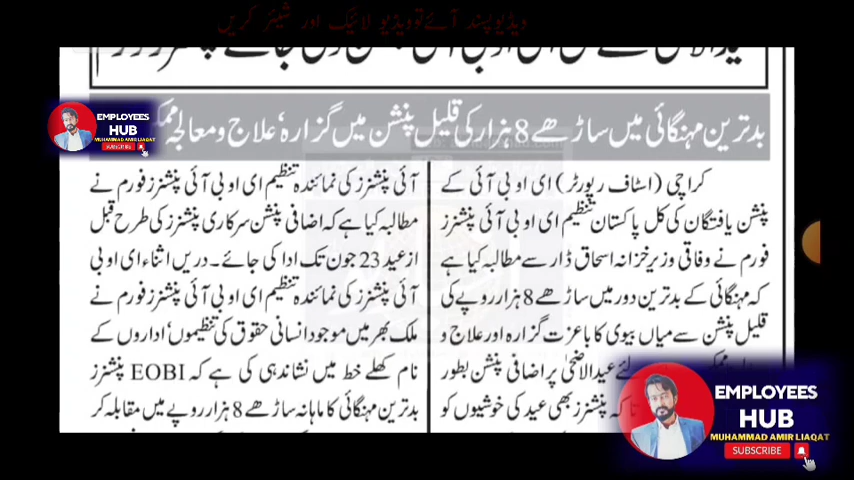 ویڈیو پسند آئے تو ویڈیو لائیک اور شیئر کریں
بدترین مہنگائی میں ساڑھے 8 ہزار کی قلیل پنشن میں گزارہ‘ علاج و معالجہ
EMPLOYEES
HUB
MUHAMMAD AMIR LIAQAT
SUBSCRIBE
کراچی (اسٹاف رپورٹر) ای او بی آئی کے
پنشن یافتگان کی کل پاکستان تنظیم ای او بی آئی پنشنرز
فورم نے وفاقی وزیر خزانہ اسحاق ڈار سے مطالبہ کیا ہے
کہ مہنگائی کے بدترین دور میں ساڑھے 8 ہزار روپے کی
قلیل پنشن سے میاں بیوی کا باعزت گزارہ اور علاج و
عیدالاضحیٰ پر اضافی پنشن بطور
تاکہ پنشنرز بھی عید کی خوشیوں کو
آئی پنشنرز کی نمائندہ تنظیم ای او بی آئی پنشنرز فورم نے
مطالبہ کیا ہے کہ اضافی پنشن سرکاری پنشنرز کی طرح قبل
از عید 23 جون تک ادا کی جائے۔ دریں اثناء ای او بی
آئی پنشنرز کی نمائندہ تنظیم ای او بی آئی پنشنرز فورم نے
ملک بھر میں موجود انسانی حقوق کی تنظیموں‘ اداروں کے
نام کھلے خط میں نشاندہی کی ہے کہ EOBI پنشنرز
بدترین مہنگائی کا ماہانہ ساڑھے 8 ہزار روپے میں مقابلہ کر
EMPLOYEES
HUB
MUHAMMAD AMIR LIAQAT
SUBSCRIBE